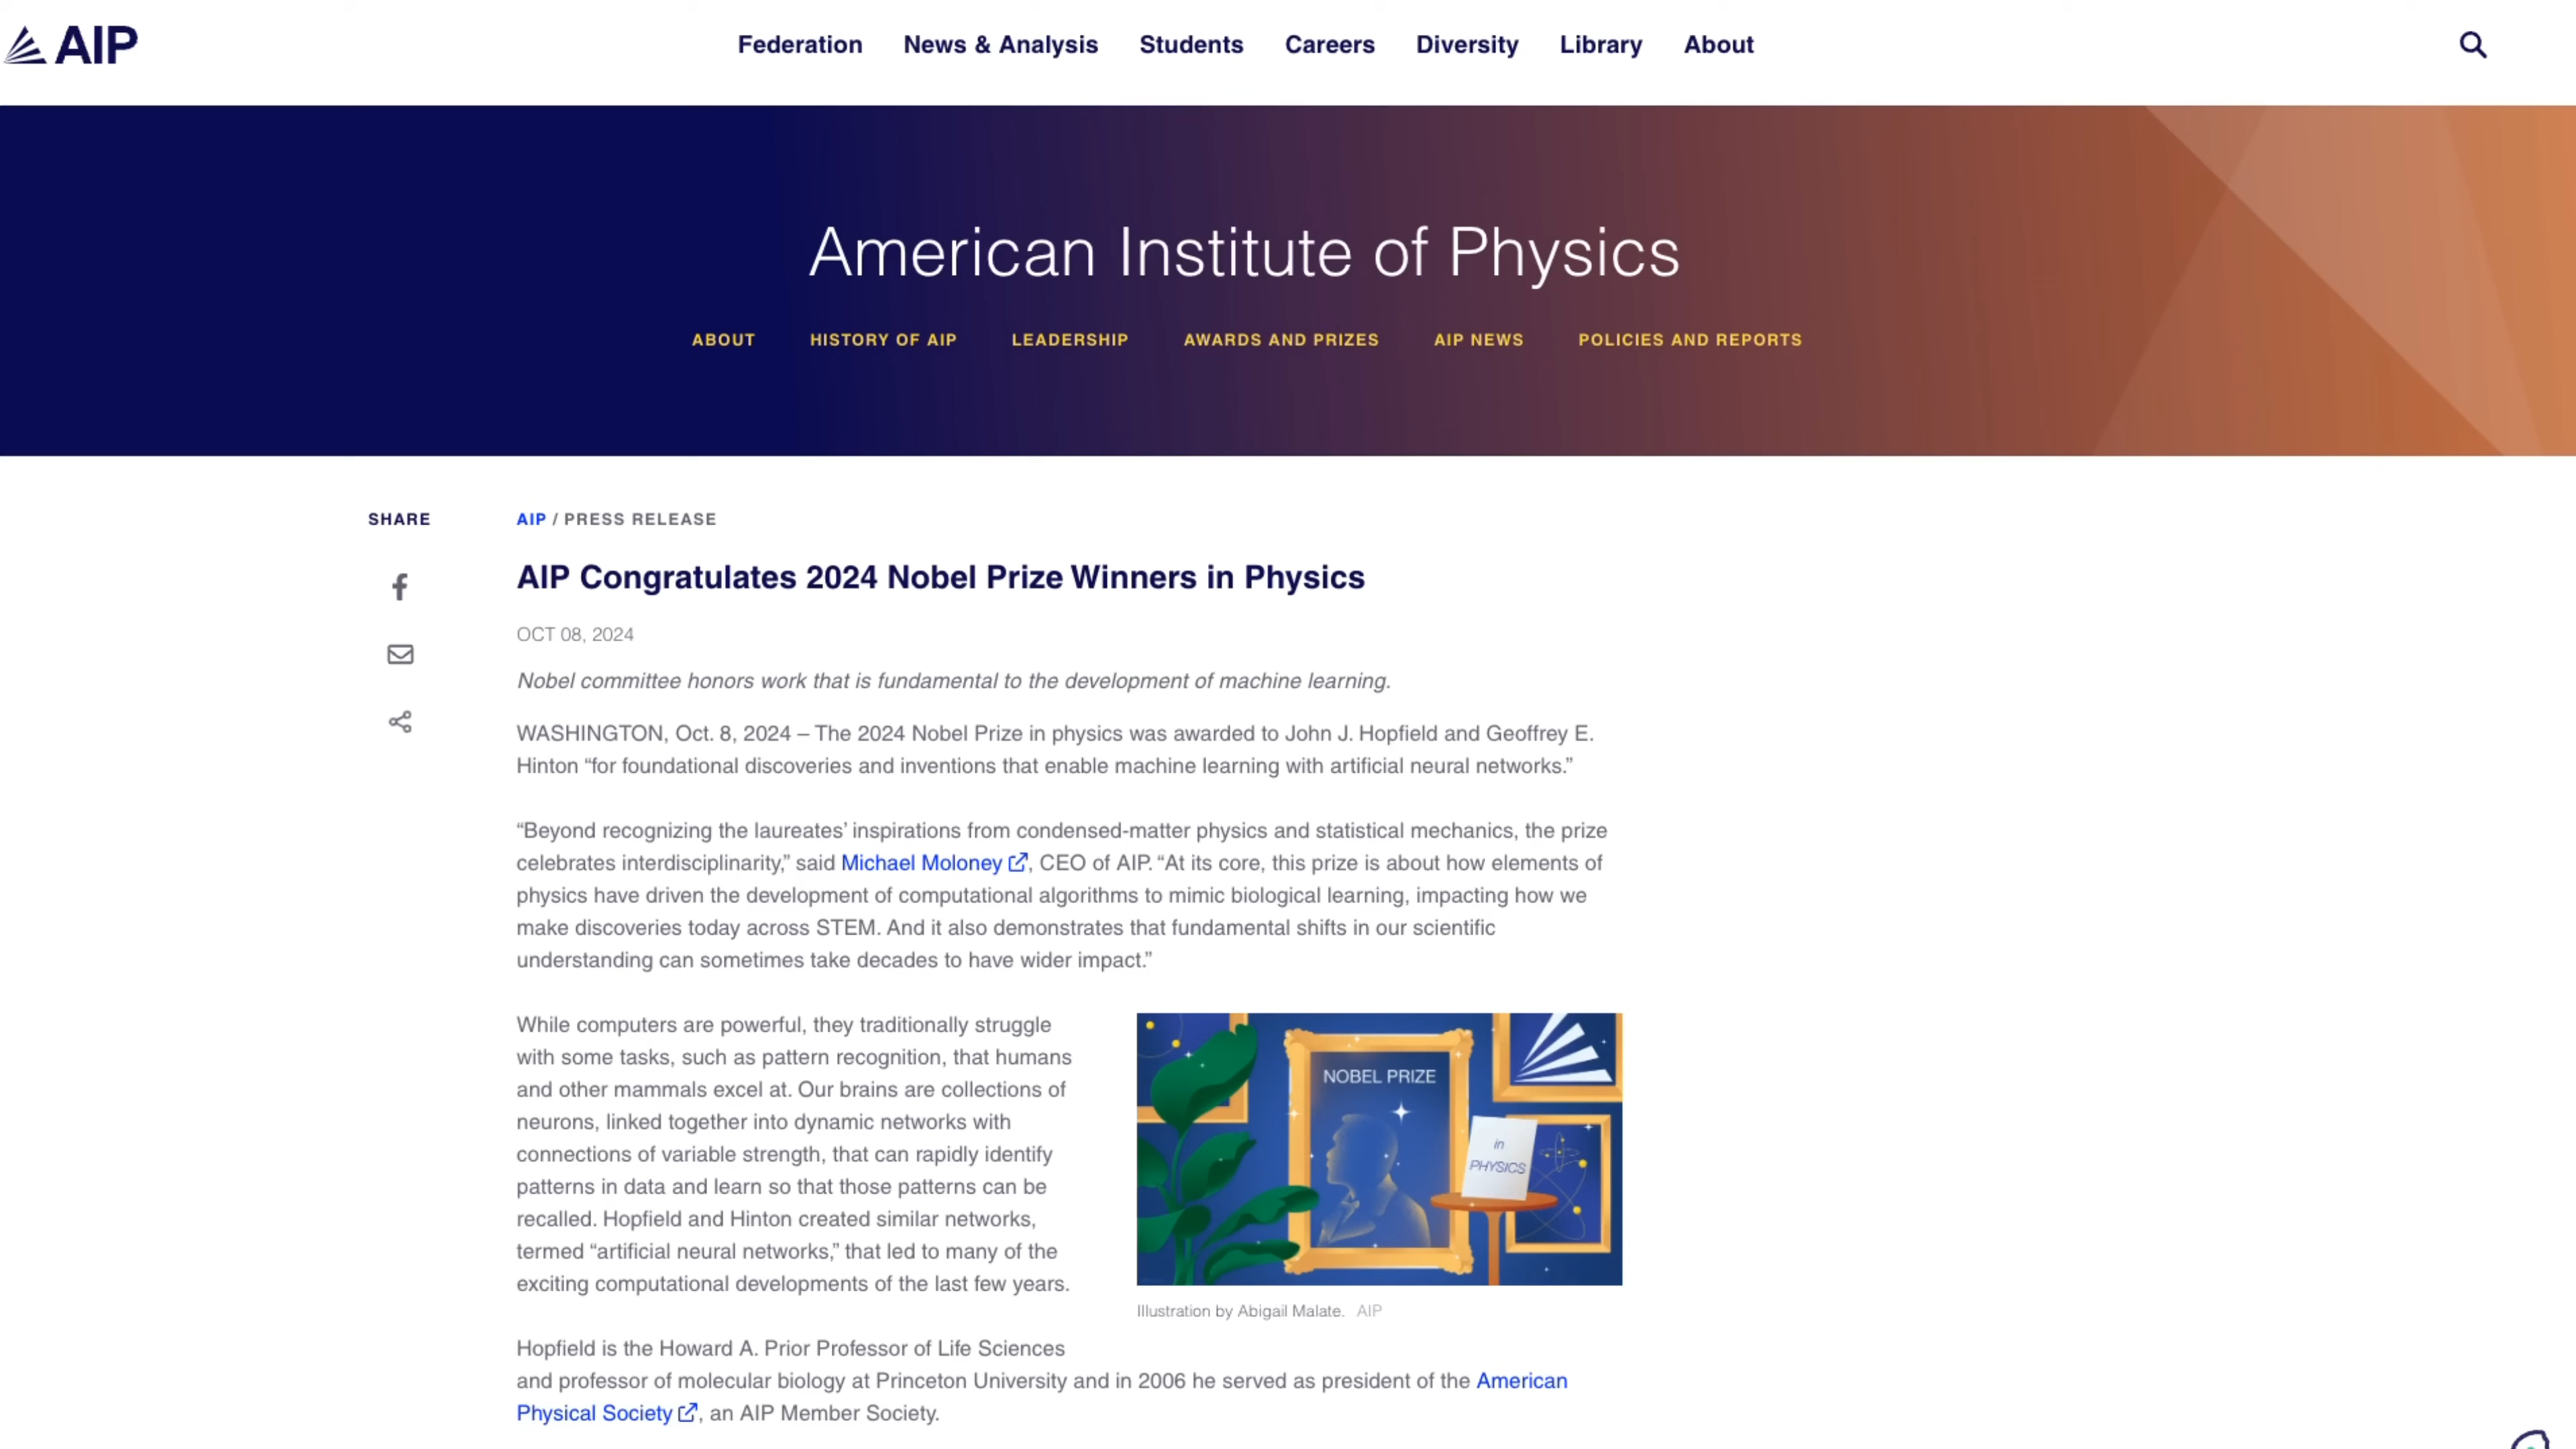 AIP
Federation News & Analysis Students Careers Diversity Library About
American Institute of Physics
ABOUT HISTORY OF AIP LEADERSHIP AWARDS AND PRIZES AIP NEWS POLICIES AND REPORTS
SHARE
AIP / PRESS RELEASE
AIP Congratulates 2024 Nobel Prize Winners in Physics
OCT 08, 2024
Nobel committee honors work that is fundamental to the development of machine learning.
WASHINGTON, Oct. 8, 2024 – The 2024 Nobel Prize in physics was awarded to John J. Hopfield and Geoffrey E.
Hinton “for foundational discoveries and inventions that enable machine learning with artificial neural networks.”
“Beyond recognizing the laureates’ inspirations from condensed-matter physics and statistical mechanics, the prize
celebrates interdisciplinarity,” said Michael Moloney, CEO of AIP. “At its core, this prize is about how elements of
physics have driven the development of computational algorithms to mimic biological learning, impacting how we
make discoveries today across STEM. And it also demonstrates that fundamental shifts in our scientific
understanding can sometimes take decades to have wider impact.”
While computers are powerful, they traditionally struggle
with some tasks, such as pattern recognition, that humans
and other mammals excel at. Our brains are collections of
neurons, linked together into dynamic networks with
connections of variable strength, that can rapidly identify
patterns in data and learn so that those patterns can be
recalled. Hopfield and Hinton created similar networks,
termed “artificial neural networks,” that led to many of the
exciting computational developments of the last few years.
NOBEL PRIZE
in
PHYSICS
Illustration by Abigail Malate. AIP
Hopfield is the Howard A. Prior Professor of Life Sciences
and professor of molecular biology at Princeton University and in 2006 he served as president of the American
Physical Society, an AIP Member Society.